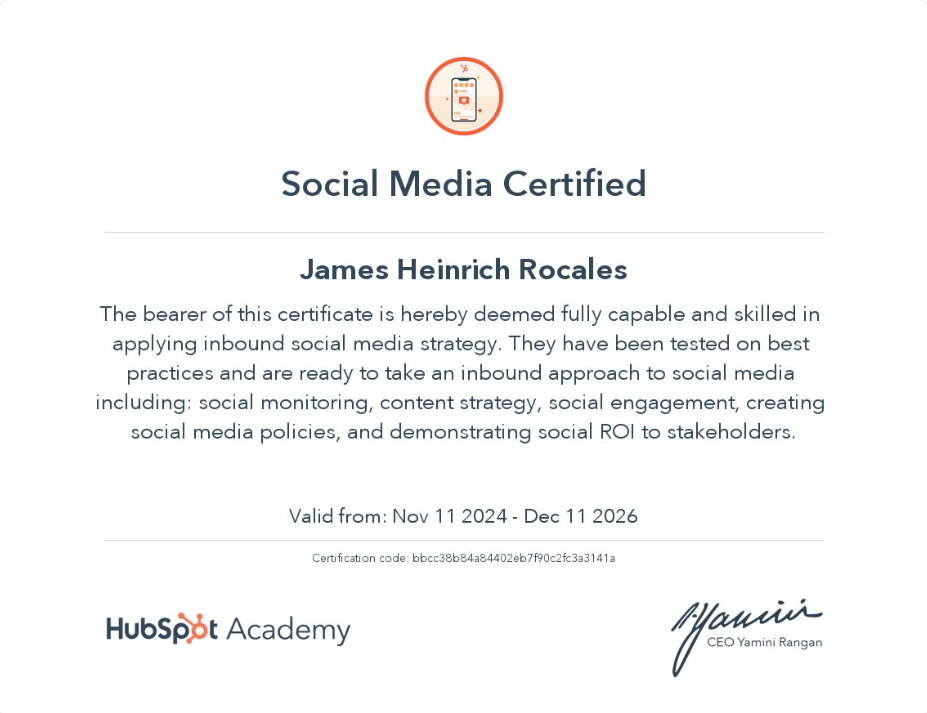 Social Media Certified
James Heinrich Rocales
The bearer of this certificate is hereby deemed fully capable and skilled in
applying inbound social media strategy. They have been tested on best
practices and are ready to take an inbound approach to social media
including: social monitoring, content strategy, social engagement, creating
social media policies, and demonstrating social ROI to stakeholders.
Valid from: Nov 11 2024 - Dec 11 2026
Certification code: bbcc38b84a84402eb7f90c2fc3a3141a
HubSpot Academy
CEO Yamini Rangan